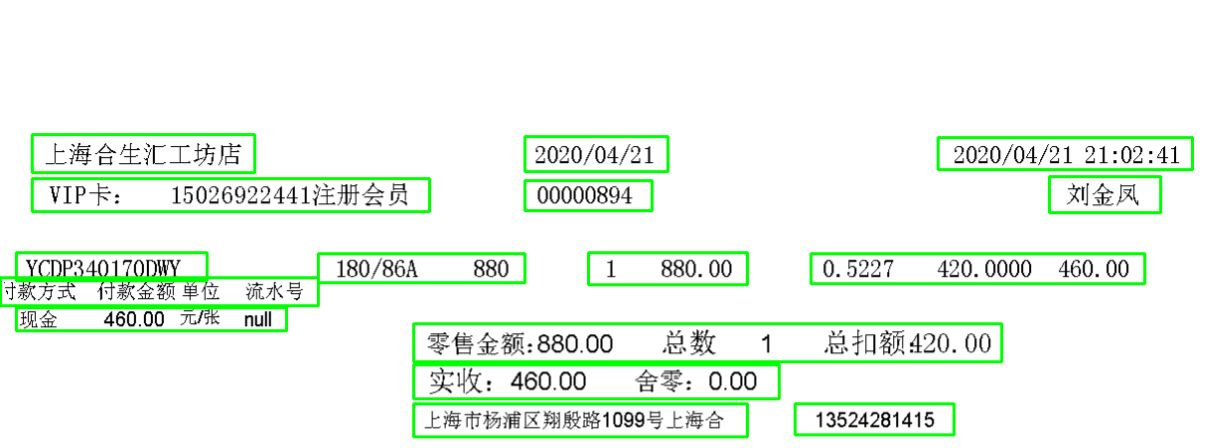 上海合生汇工坊店 2020/04/21 2020/04/21 21:02:41
VIP卡: 15026922441注册会员 00000894 刘金凤
YCDP340170DWY 180/86A 880 1 880.00 0.5227 420.0000 460.00
付款方式 付款金额 单位 流水号
现金 460.00 元/张 null
零售金额:880.00 总数 1 总扣额:420.00
实收: 460.00 舍零: 0.00
上海市杨浦区翔殷路1099号上海合 13524281415